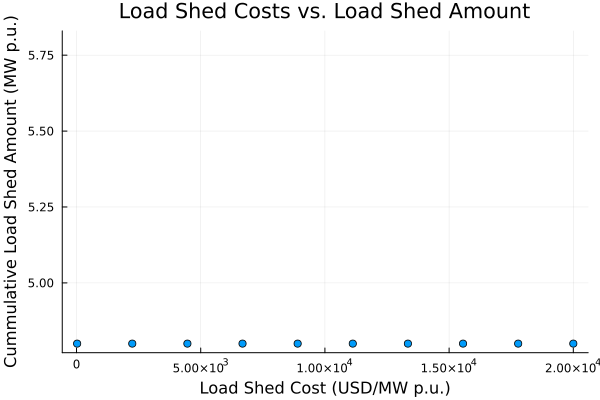 Load Shed Costs vs. Load Shed Amount
Cummulative Load Shed Amount (MW p.u.)
5.75
5.50
5.25
5.00
0 5.00×10³ 1.00×10⁴ 1.50×10⁴ 2.00×10⁴
Load Shed Cost (USD/MW p.u.)